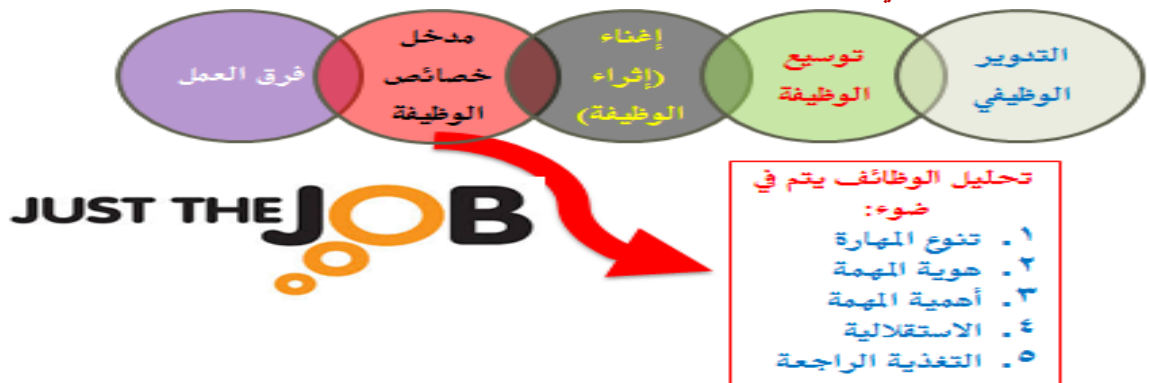 التدوير
الوظيفي
توسيع
الوظيفة
إغناء
(إثراء
الوظيفة)
مدخل
خصائص
الوظيفة
فرق العمل
JUST THE JOB
تحليل الوظائف يتم في
ضوء:
١. تنوع المهارة
٢. هوية المهمة
٣. أهمية المهمة
٤. الاستقلالية
٥. التغذية الراجعة